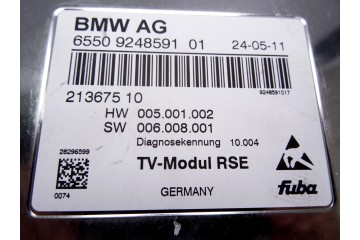 BMW AG
6550 9248591 01 24-05-11
9248591017
213675 10
HW 005.001.002
SW 006.008.001
Diagnosekennung 10.004
28296599
TV-Modul RSE
0074
GERMANY
fuba